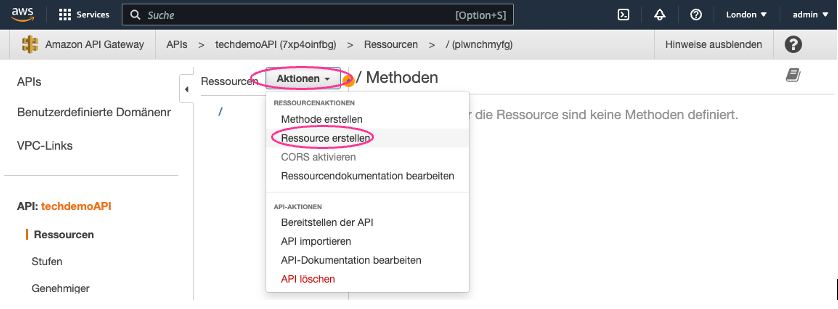 aws
Services
Suche
[Option+S]
London
admin
Amazon API Gateway
APIs > techdemoAPI (7xp4oinfbg) > Ressourcen > / (plwnchmyfg)
Hinweise ausblenden
?
APIs
Benutzerdefinierte Domänenr
VPC-Links
API: techdemoAPI
Ressourcen
Stufen
Genehmiger
Ressourcen
Aktionen
/ Methoden
/
r die Ressource sind keine Methoden definiert.
RESSOURCENAKTIONEN
Methode erstellen
Ressource erstellen
CORS aktivieren
Ressourcendokumentation bearbeiten
API-AKTIONEN
Bereitstellen der API
API importieren
API-Dokumentation bearbeiten
API löschen